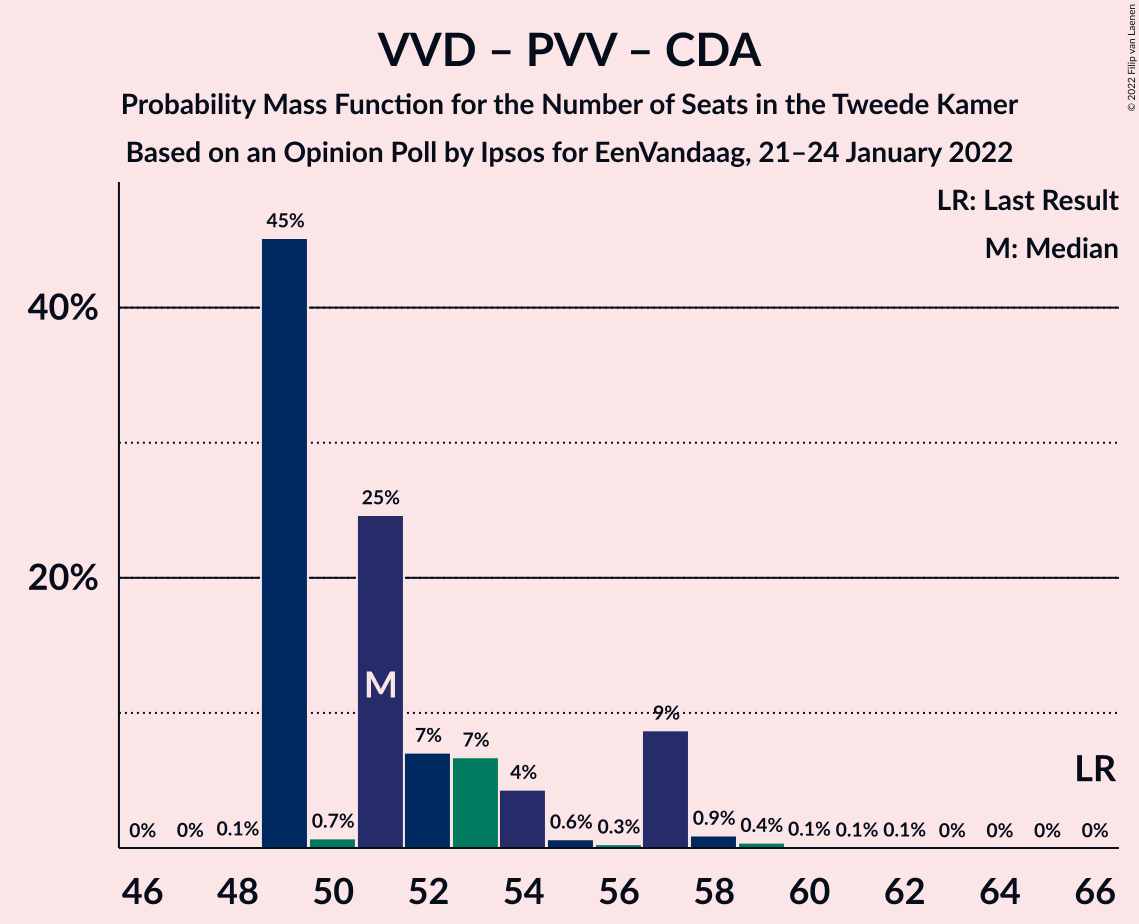 VVD – PVV – CDA
Probability Mass Function for the Number of Seats in the Tweede Kamer
Based on an Opinion Poll by Ipsos for EenVandaag, 21–24 January 2022
© 2022 Filip van Laenen
LR: Last Result
M: Median
40%
20%
0% 0% 0.1% 45% 0.7% 25% 7% 7% 4% 0.6% 0.3% 9% 0.9% 0.4% 0.1% 0.1% 0.1% 0% 0% 0% 0%
M
LR
46 48 50 52 54 56 58 60 62 64 66